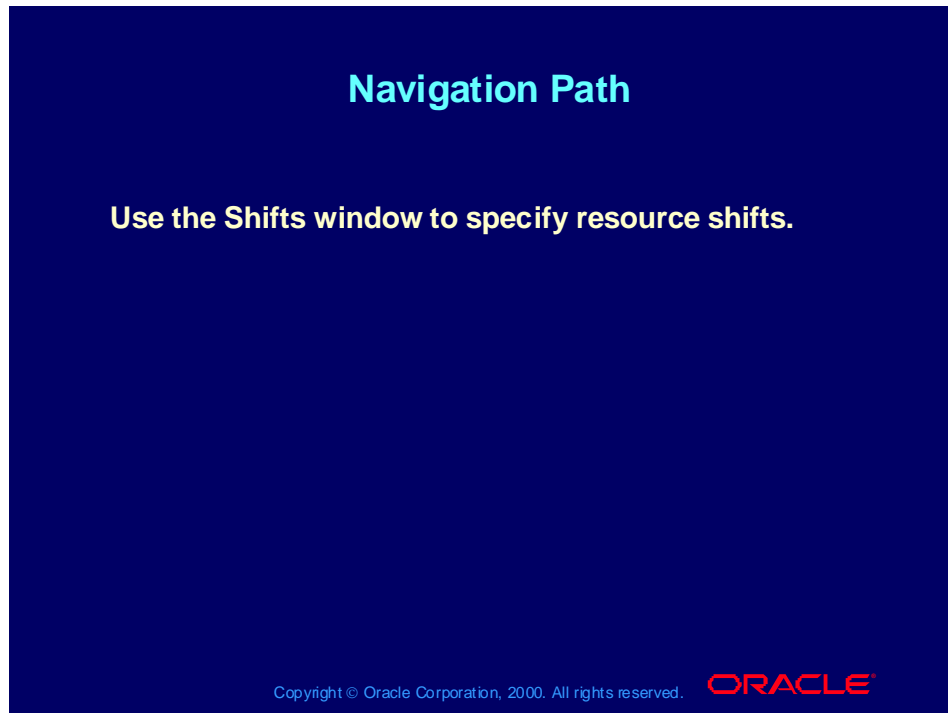 Navigation Path
Use the Shifts window to specify resource shifts.
Copyright © Oracle Corporation, 2000. All rights reserved.
ORACLE®